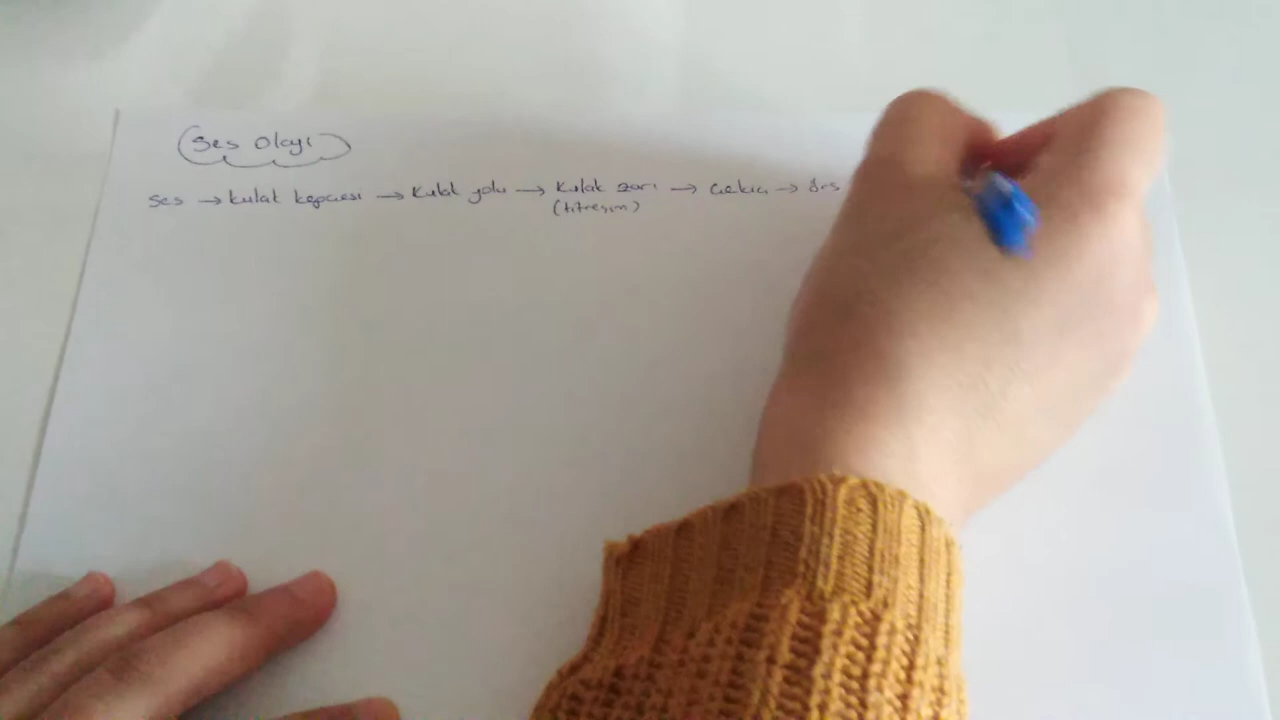 Ses Olayı
Ses → kulak kepçesi → Kulak yolu → Kulak zarı → Çekiç → Örs
(titreşim)